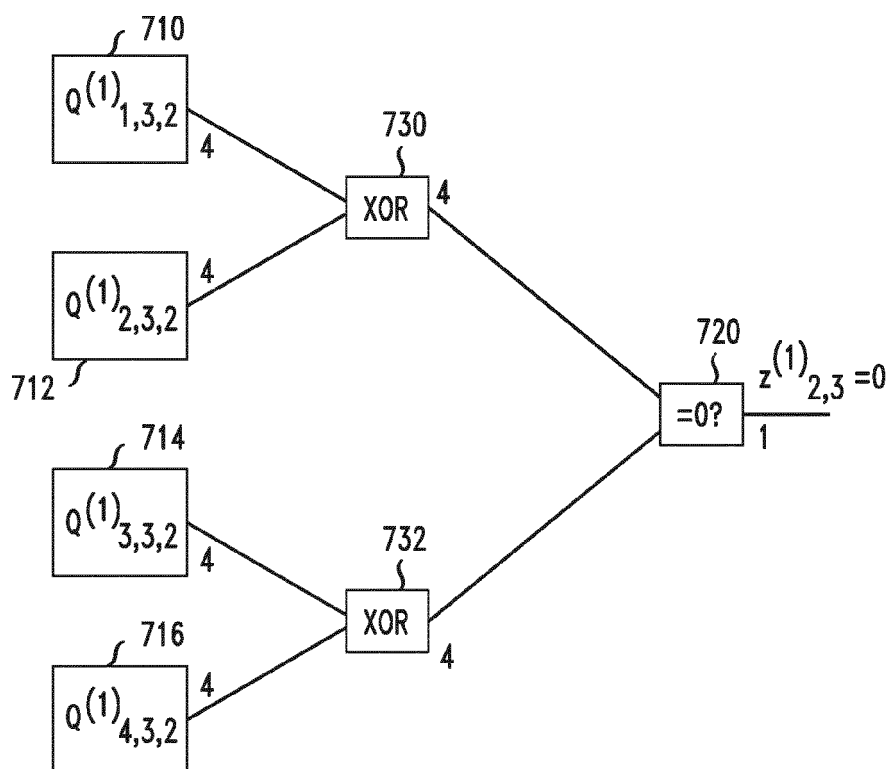 710
Q(1)1,3,2
4
730
XOR
4
4
Q(1)2,3,2
712
720
z(1)2,3 =0
=0?
1
714
Q(1)3,3,2
4
732
XOR
4
716
4
Q(1)4,3,2